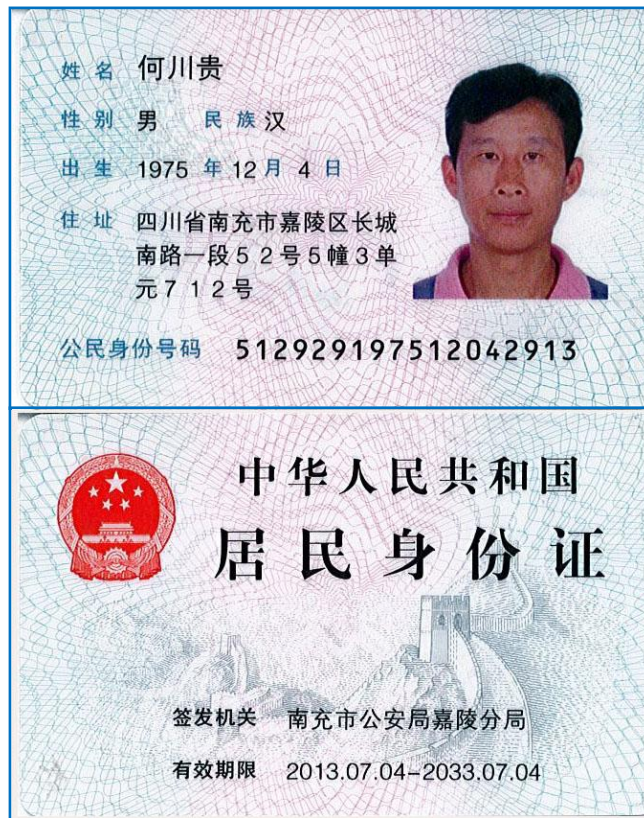 姓名 何川贵
性别 男 民族 汉
出生 1975 年 12 月 4 日
住址 四川省南充市嘉陵区长城
南路一段52号5幢3单
元712号
公民身份号码 512929197512042913
中华人民共和国
居民身份证
签发机关 南充市公安局嘉陵分局
有效期限 2013.07.04-2033.07.04